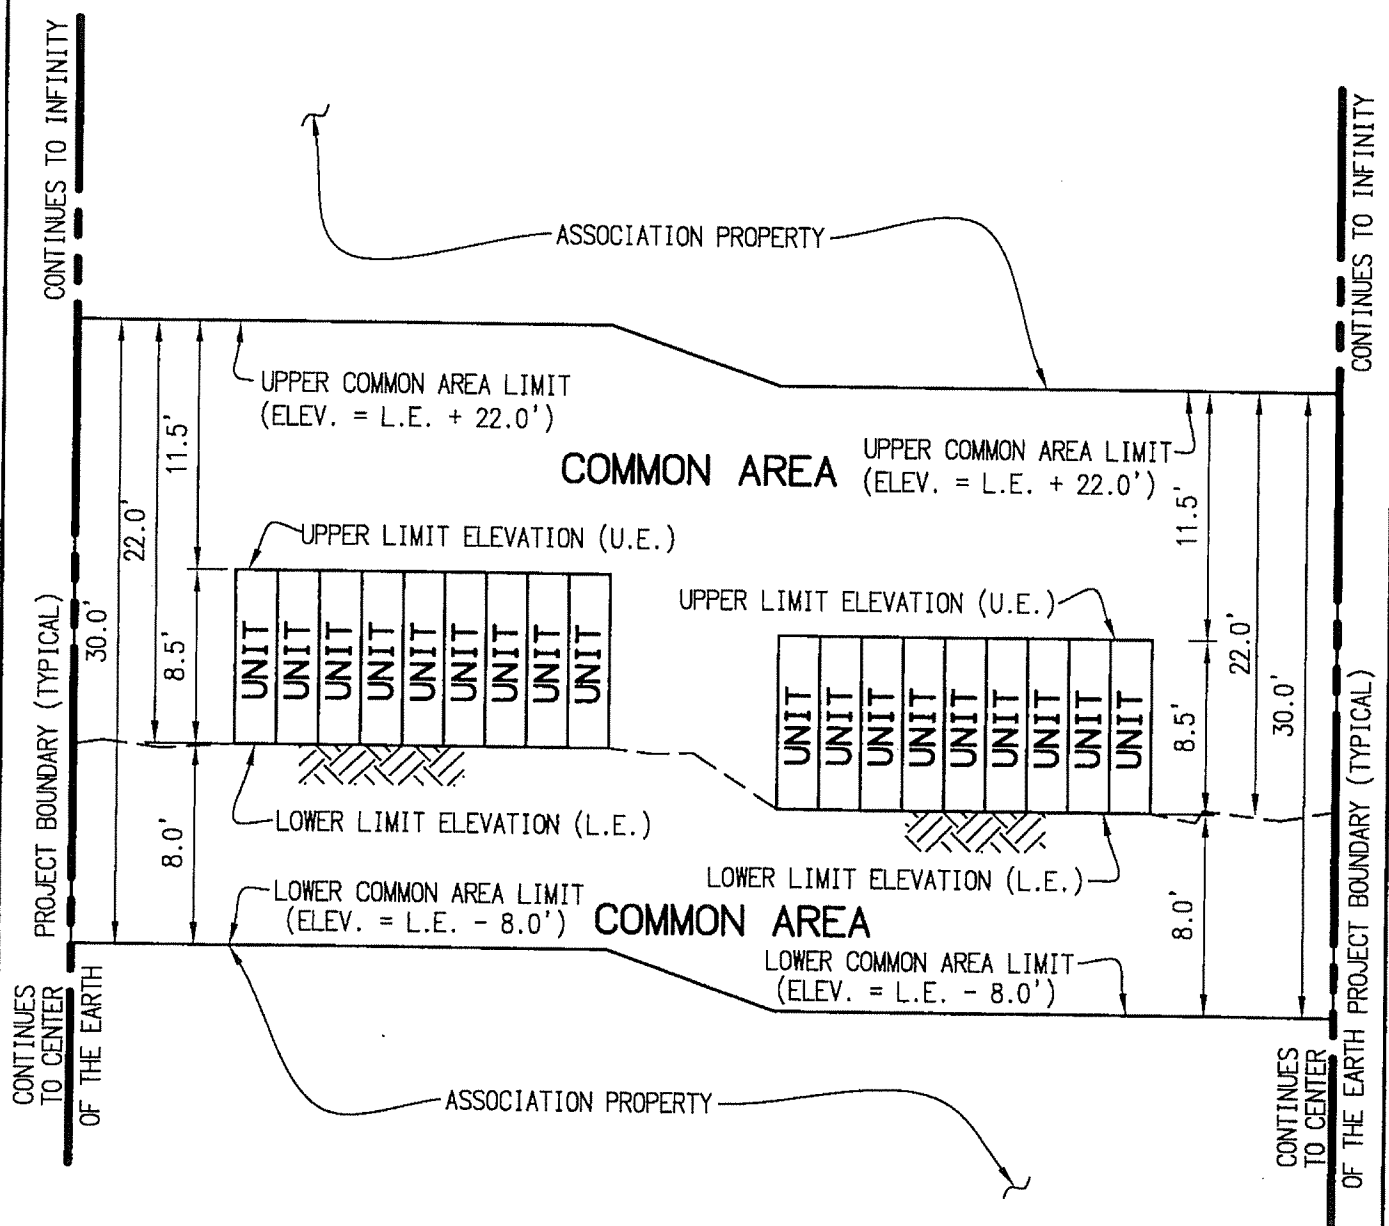 CONTINUES TO INFINITY
CONTINUES TO INFINITY
ASSOCIATION PROPERTY
UPPER COMMON AREA LIMIT
(ELEV. = L.E. + 22.0')
COMMON AREA
UPPER COMMON AREA LIMIT
(ELEV. = L.E. + 22.0')
11.5'
22.0'
30.0'
8.5'
8.0'
11.5'
22.0'
30.0'
8.5'
8.0'
UPPER LIMIT ELEVATION (U.E.)
UNIT UNIT UNIT UNIT UNIT UNIT UNIT UNIT UNIT
UPPER LIMIT ELEVATION (U.E.)
UNIT UNIT UNIT UNIT UNIT UNIT UNIT UNIT UNIT
LOWER LIMIT ELEVATION (L.E.)
LOWER LIMIT ELEVATION (L.E.)
LOWER COMMON AREA LIMIT
(ELEV. = L.E. - 8.0')
COMMON AREA
LOWER COMMON AREA LIMIT
(ELEV. = L.E. - 8.0')
ASSOCIATION PROPERTY
PROJECT BOUNDARY (TYPICAL)
PROJECT BOUNDARY (TYPICAL)
CONTINUES
TO CENTER
OF THE EARTH
CONTINUES
TO CENTER
OF THE EARTH